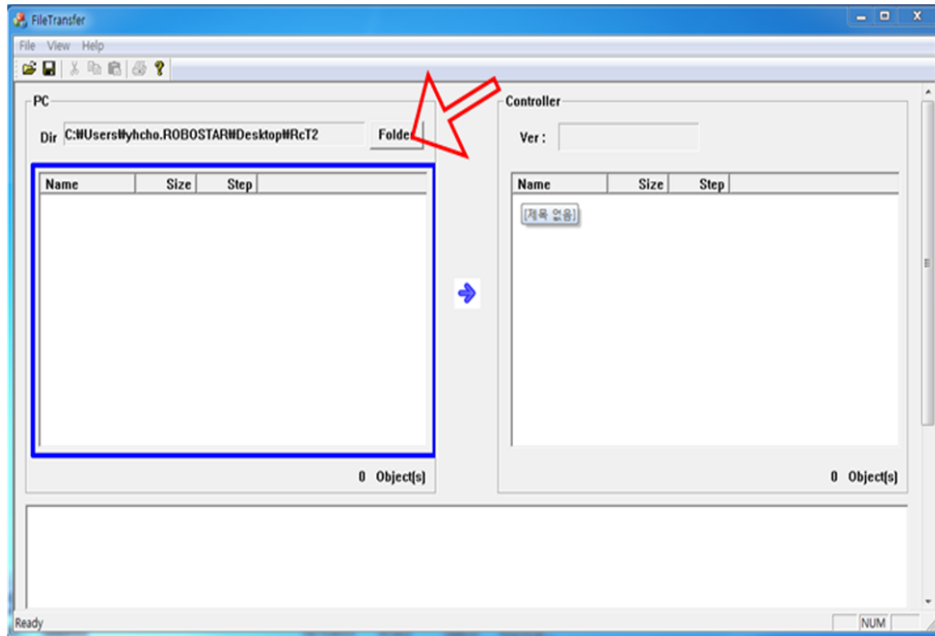 FileTransfer
File View Help
PC
Dir C:₩Users₩yhcho.ROBOSTAR₩Desktop₩RcT2 Folder
Name Size Step
0 Object(s)
Controller
Ver :
Name Size Step
[제목 없음]
0 Object(s)
Ready
NUM